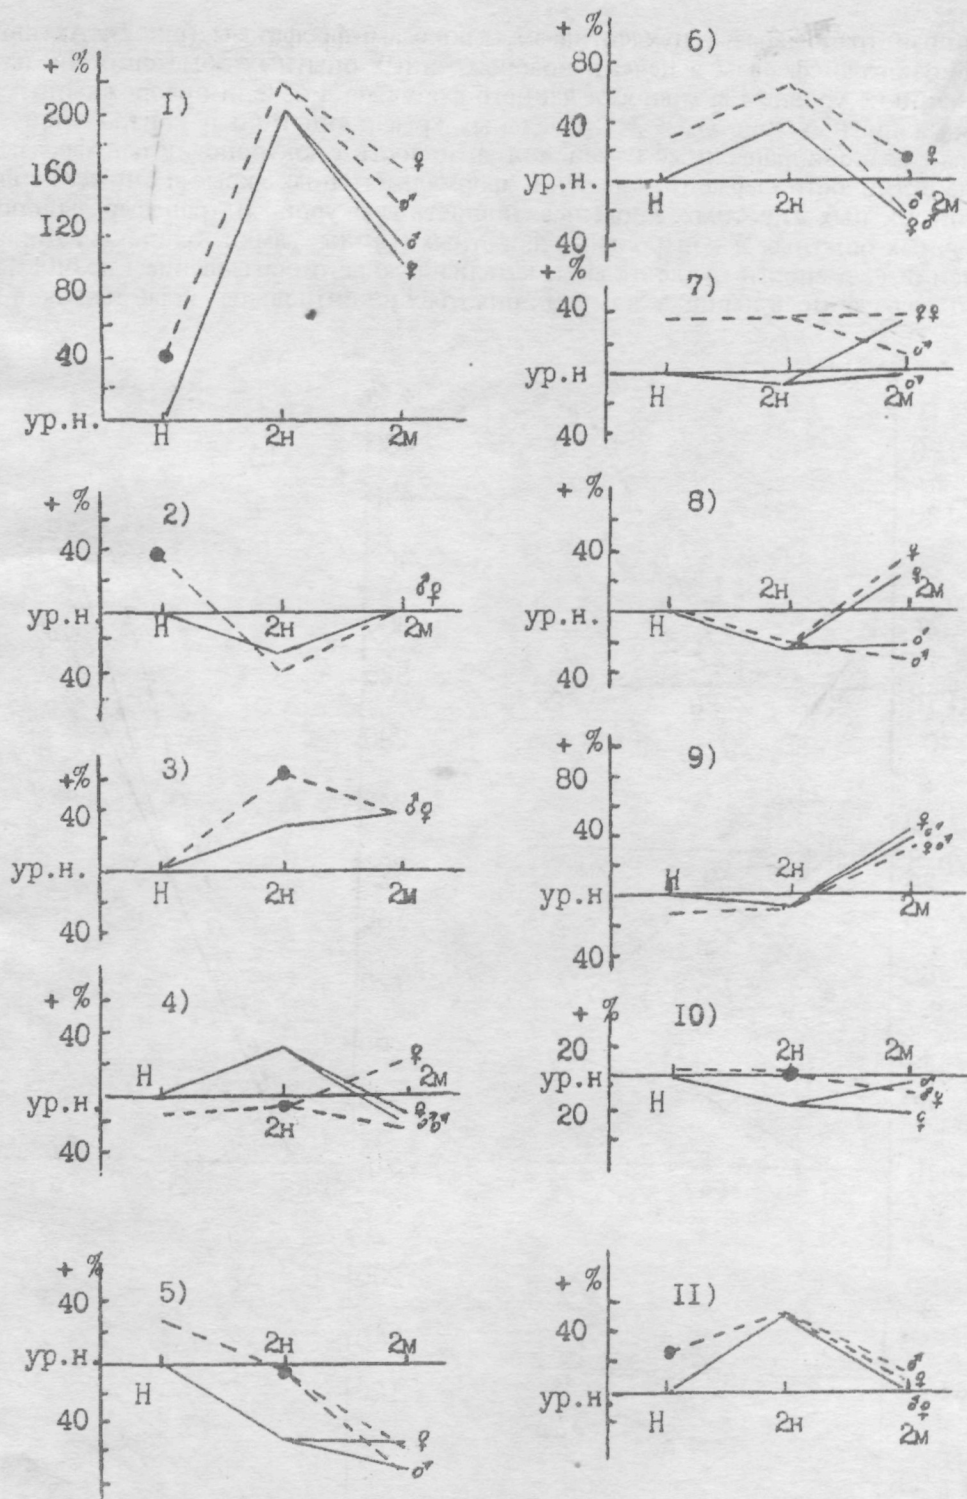 + %
I)
200
I60
I20
80
40
ур.н.
Н 2н 2м
♀
♂
♂
♀
+ %
2)
40
ур.н
40
Н 2н 2м
♂♀
+%
3)
40
ур.н.
40
Н 2н 2м
♂♀
+ %
4)
40
ур.н
40
Н
2н
2м
♀
♀
♂♂
+ %
5)
40
ур.н
40
Н
2н 2м
♀
♂
6)
80
40
ур.н.
40
Н 2н 2м
♀
♂
♀♂
+ %
7)
40
ур.н
40
Н 2н 2м
♀♀
♂
♂
+ %
8)
40
ур.н.
40
Н
2н
2м
♀
♀
♂
♂
+ %
9)
80
40
ур.н
40
Н
2н
2м
♀
♂
♀♂
+ %
IO)
20
ур.н
20
Н
2н 2м
♂
♂♀
♀
+ %
II)
40
ур.н
Н 2н 2м
♂
♀
♂♀